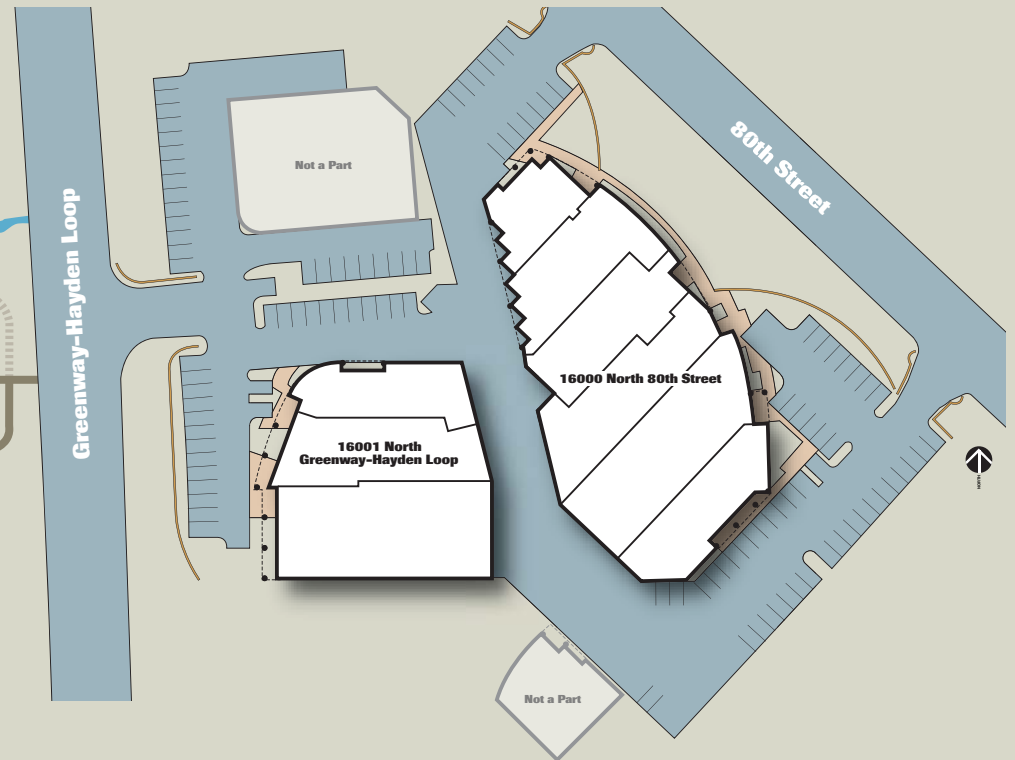 80th Street
Not a Part
Greenway-Hayden Loop
16000 North 80th Street
16001 North
Greenway-Hayden Loop
Not a Part